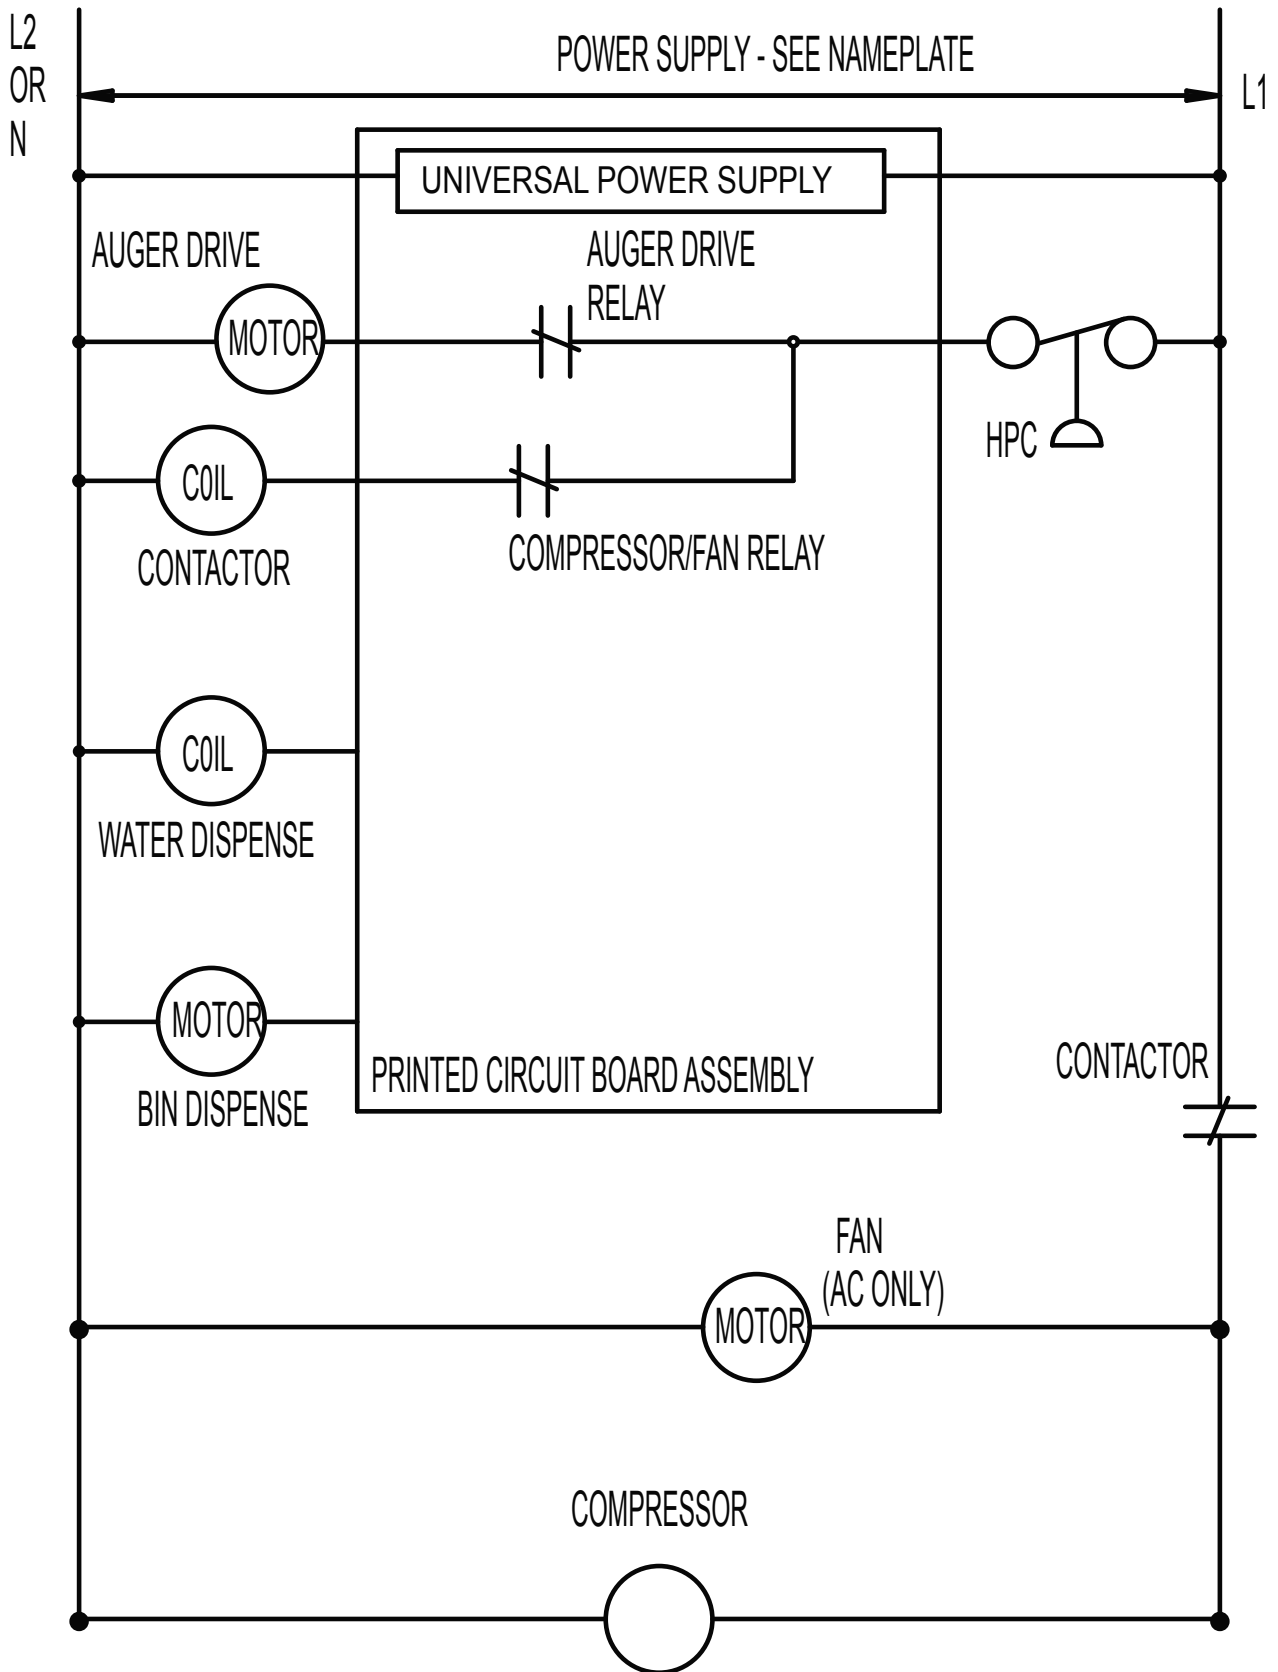 L2
OR
N
POWER SUPPLY - SEE NAMEPLATE
L1
UNIVERSAL POWER SUPPLY
AUGER DRIVE
MOTOR
AUGER DRIVE
RELAY
HPC
COIL
CONTACTOR
COMPRESSOR/FAN RELAY
COIL
WATER DISPENSE
MOTOR
BIN DISPENSE
PRINTED CIRCUIT BOARD ASSEMBLY
CONTACTOR
FAN
(AC ONLY)
MOTOR
COMPRESSOR